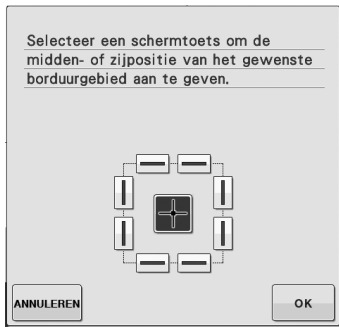 Selecteer een schermtoets om de
midden- of zijpositie van het gewenste
borduurgebied aan te geven.
ANNULEREN
OK